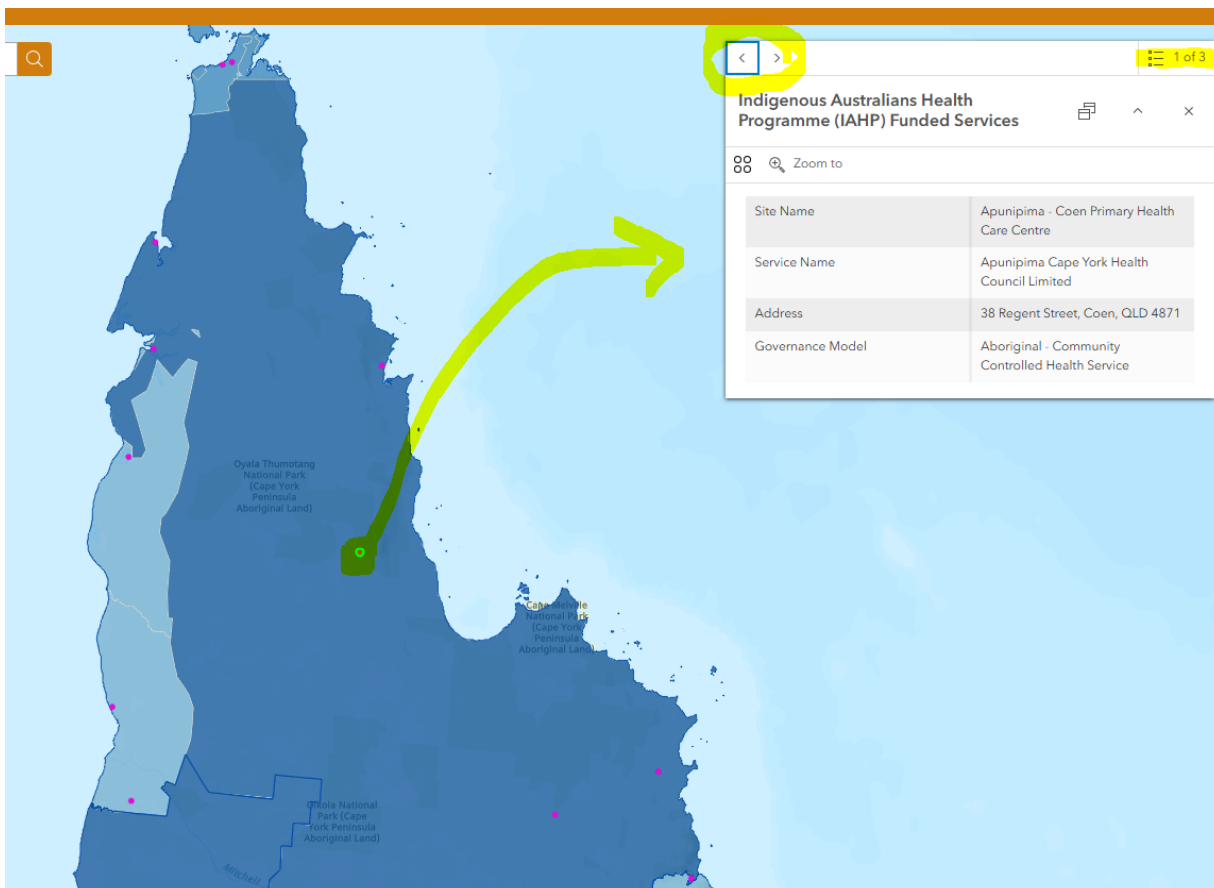 1 of 3
Indigenous Australians Health
Programme (IAHP) Funded Services
Zoom to
Site Name
Apunipima - Coen Primary Health
Care Centre
Service Name
Apunipima Cape York Health
Council Limited
Address
38 Regent Street, Coen, QLD 4871
Governance Model
Aboriginal - Community
Controlled Health Service
Oyala Thumotang
National Park
(Cape York
Peninsula
Aboriginal Land)
Cape Melville
National Park
(Cape York
Peninsula
Aboriginal Land)
Olkola National
Park (Cape
York Peninsula
Aboriginal Land)
Mitchell